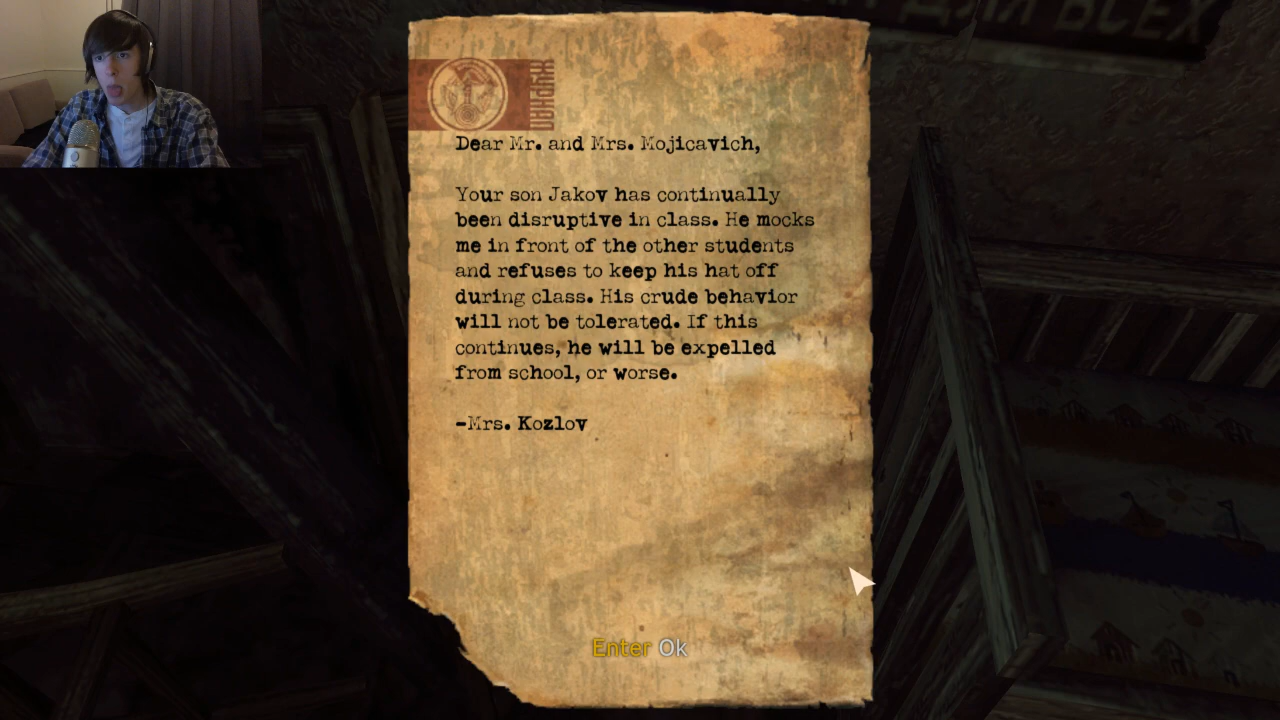 ДЛЯ ВСЕХ
Dear Mr. and Mrs. Mojicavich,
Your son Jakov has continually
been disruptive in class. He mocks
me in front of the other students
and refuses to keep his hat off
during class. His crude behavior
will not be tolerated. If this
continues, he will be expelled
from school, or worse.
-Mrs. Kozlov
Enter Ok